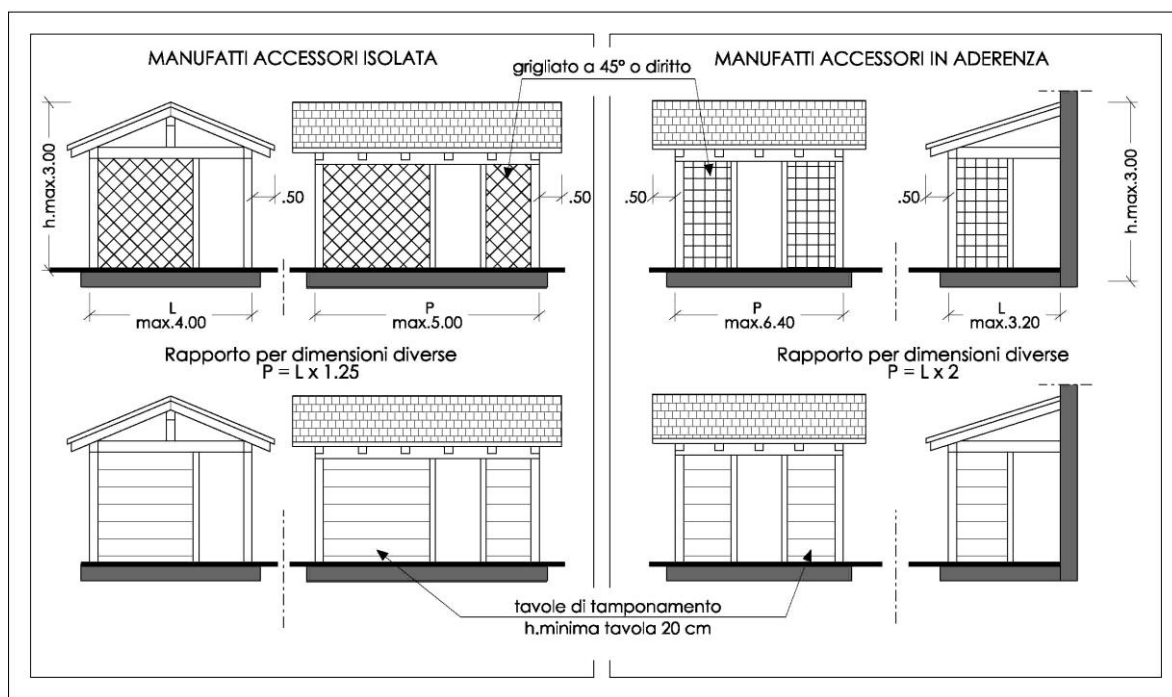 MANUFATTI ACCESSORI ISOLATA
grigliato a 45° o diritto
MANUFATTI ACCESSORI IN ADERENZA
h.max.3.00
.50
.50
.50
.50
h.max.3.00
L
max.4.00
P
max.5.00
P
max.6.40
L
max.3.20
Rapporto per dimensioni diverse
P = L x 1.25
Rapporto per dimensioni diverse
P = L x 2
tavole di tamponamento
h.minima tavola 20 cm